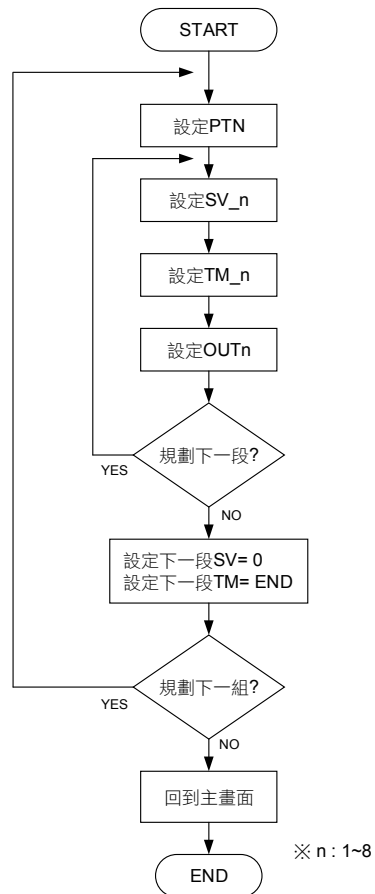 START
設定PTN
設定SV_n
設定TM_n
設定OUTn
規劃下一段?
YES
NO
設定下一段SV= 0
設定下一段TM= END
規劃下一組?
YES
NO
回到主畫面
※ n : 1~8
END